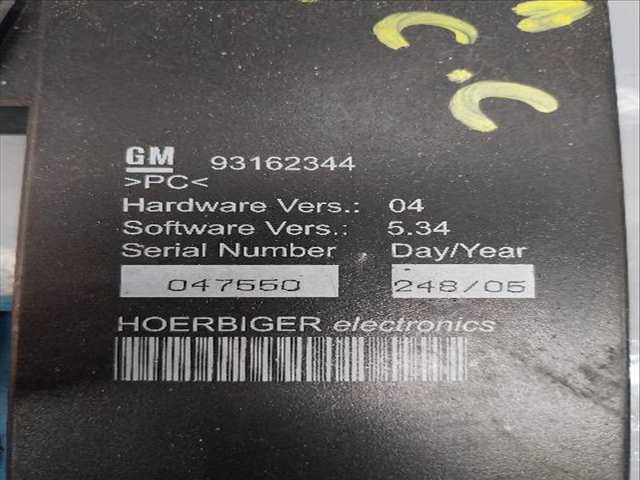 C.C
GM 93162344
>PC<
Hardware Vers.: 04
Software Vers.: 5.34
Serial Number Day/Year
047550 248/05
HOERBIGER electronics